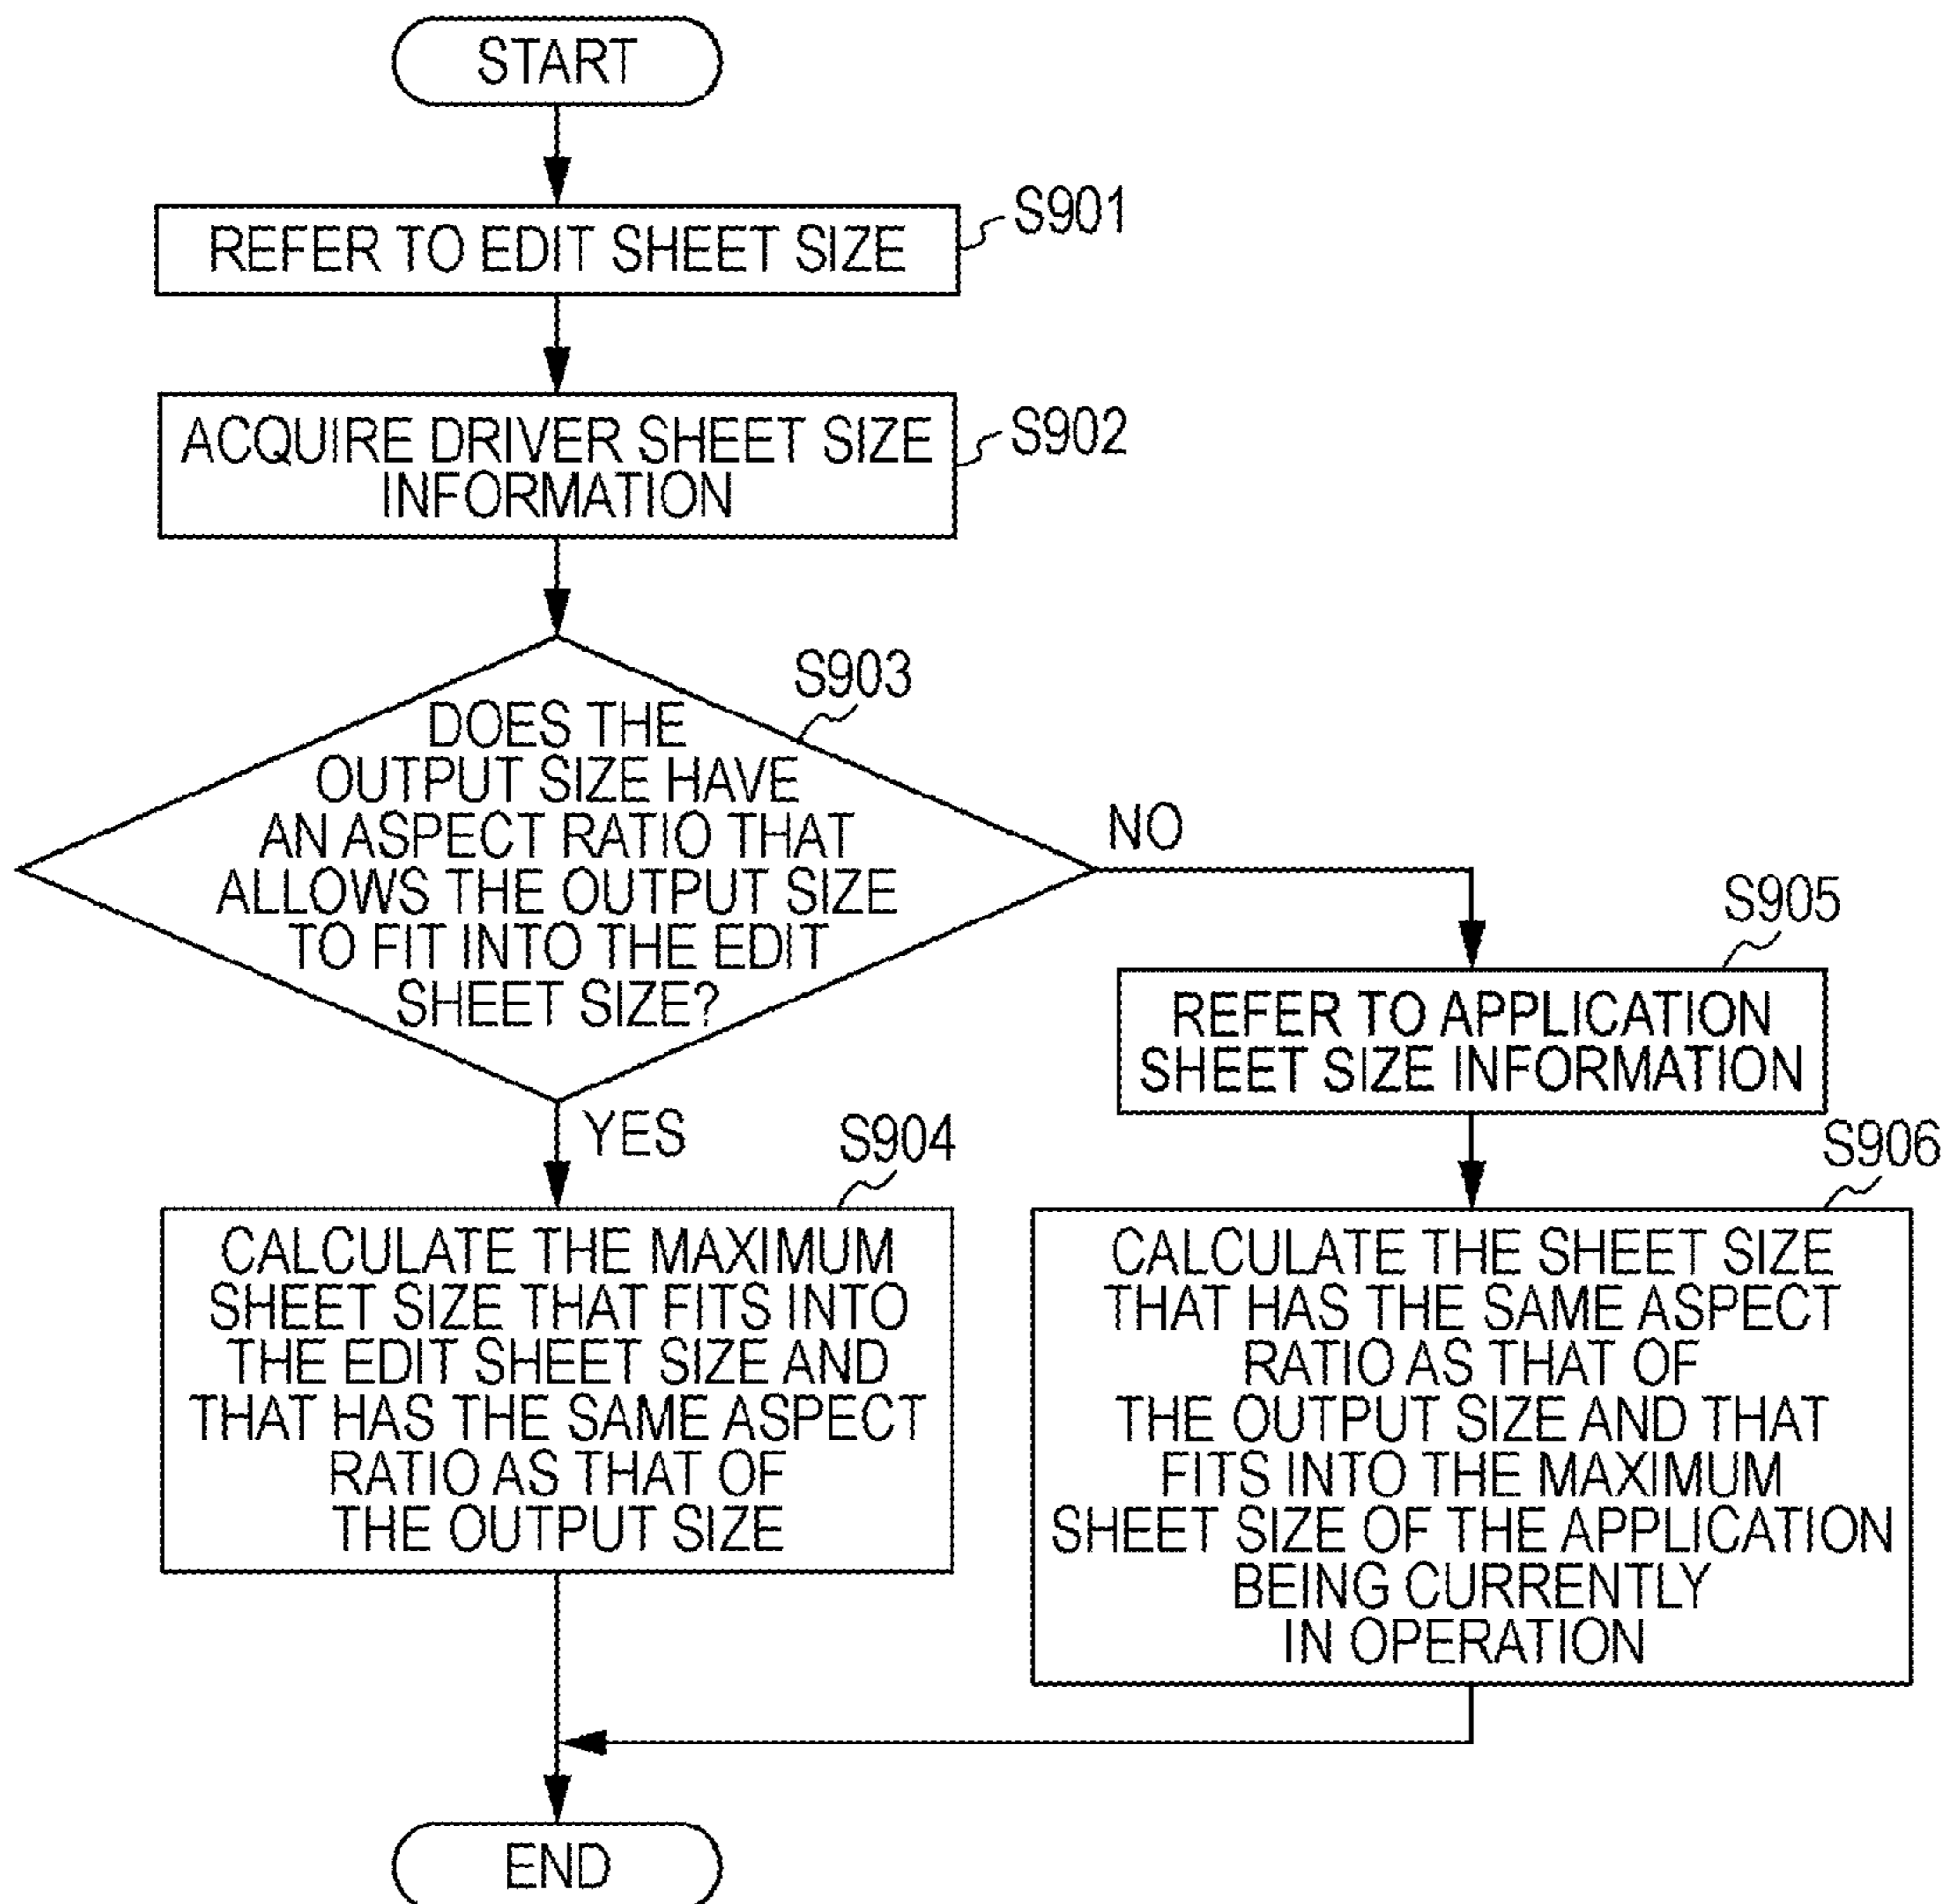 START
S901
REFER TO EDIT SHEET SIZE
S902
ACQUIRE DRIVER SHEET SIZE
INFORMATION
S903
DOES THE
OUTPUT SIZE HAVE
AN ASPECT RATIO THAT
ALLOWS THE OUTPUT SIZE
TO FIT INTO THE EDIT
SHEET SIZE?
NO
YES
S904
CALCULATE THE MAXIMUM
SHEET SIZE THAT FITS INTO
THE EDIT SHEET SIZE AND
THAT HAS THE SAME ASPECT
RATIO AS THAT OF
THE OUTPUT SIZE
S905
REFER TO APPLICATION
SHEET SIZE INFORMATION
S906
CALCULATE THE SHEET SIZE
THAT HAS THE SAME ASPECT
RATIO AS THAT OF
THE OUTPUT SIZE AND THAT
FITS INTO THE MAXIMUM
SHEET SIZE OF THE APPLICATION
BEING CURRENTLY
IN OPERATION
END